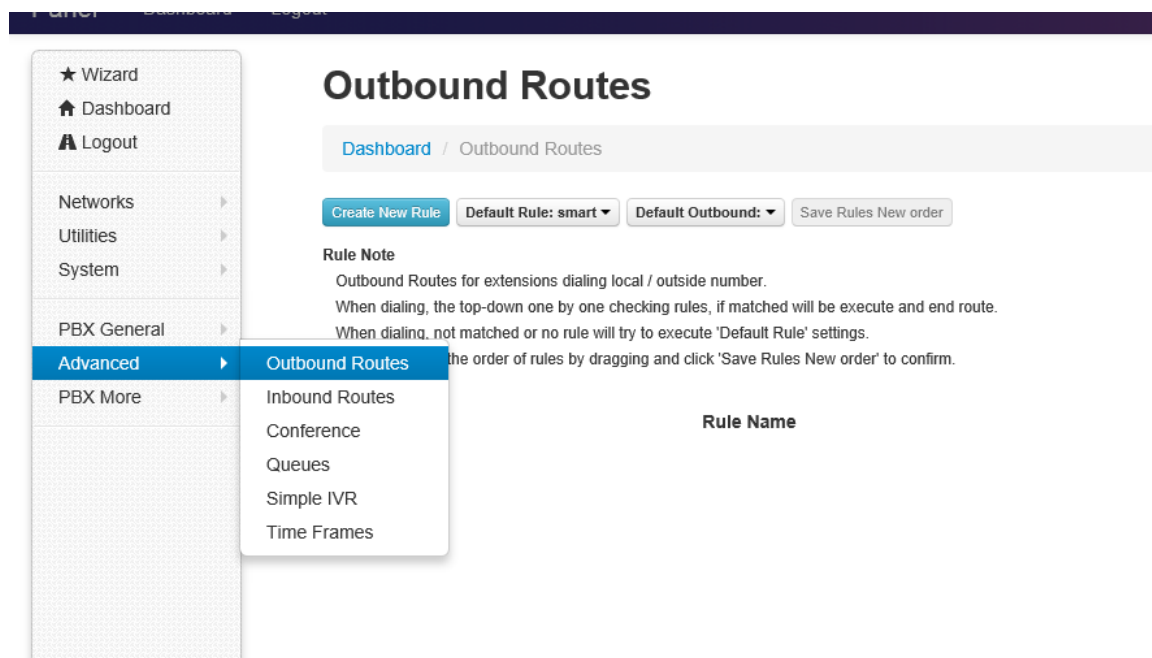 Panel Dashboard Logout
Wizard
Dashboard
Logout
Networks
Utilities
System
PBX General
Advanced
PBX More
Outbound Routes
Inbound Routes
Conference
Queues
Simple IVR
Time Frames
Outbound Routes
Dashboard / Outbound Routes
Create New Rule Default Rule: smart Default Outbound: Save Rules New order
Rule Note
Outbound Routes for extensions dialing local / outside number.
When dialing, the top-down one by one checking rules, if matched will be execute and end route.
When dialing, not matched or no rule will try to execute 'Default Rule' settings.
the order of rules by dragging and click 'Save Rules New order' to confirm.
Rule Name